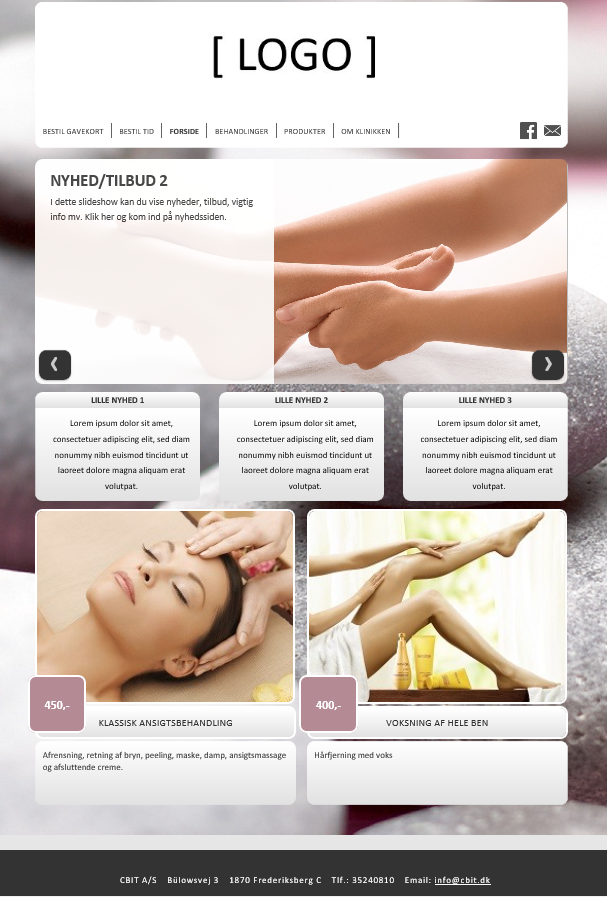 [ LOGO ]
BESTIL GAVEKORT BESTIL TID FORSIDE BEHANDLINGER PRODUKTER OM KLINIKKEN
NYHED/TILBUD 2
I dette slideshow kan du vise nyheder, tilbud, vigtig
info mv. Klik her og kom ind på nyhedssiden.
LILLE NYHED 1
Lorem ipsum dolor sit amet,
consectetuer adipiscing elit, sed diam
nonummy nibh euismod tincidunt ut
laoreet dolore magna aliquam erat
volutpat.
LILLE NYHED 2
Lorem ipsum dolor sit amet,
consectetuer adipiscing elit, sed diam
nonummy nibh euismod tincidunt ut
laoreet dolore magna aliquam erat
volutpat.
LILLE NYHED 3
Lorem ipsum dolor sit amet,
consectetuer adipiscing elit, sed diam
nonummy nibh euismod tincidunt ut
laoreet dolore magna aliquam erat
volutpat.
450,-
KLASSISK ANSIGTSBEHANDLING
Afrensning, retning af bryn, peeling, maske, damp, ansigtsmassage
og afsluttende creme.
400,-
VOKSNING AF HELE BEN
Hårfjerning med voks
CBIT A/S Bülowsvej 3 1870 Frederiksberg C Tlf.: 35240810 Email: info@cbit.dk